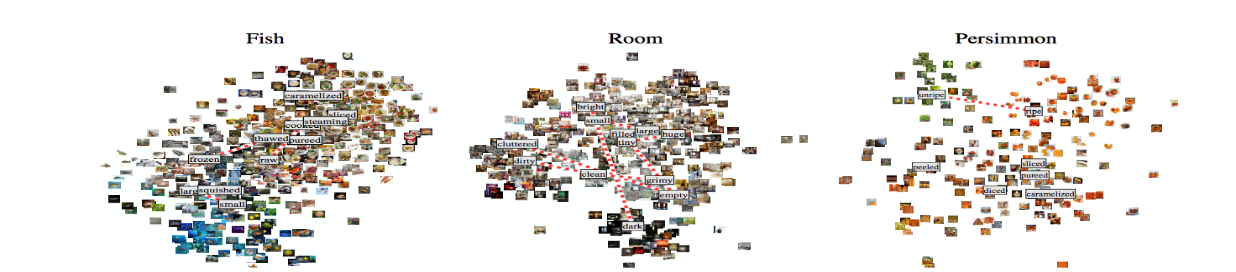 Fish
caramelized
sliced
steaming
cooked
thawed
pureed
frozen
raw
squished
small
Room
bright
small
filled
large
huge
tiny
cluttered
dirty
clean
grimy
empty
dark
Persimmon
unripe
ripe
peeled
sliced
pureed
diced
caramelized